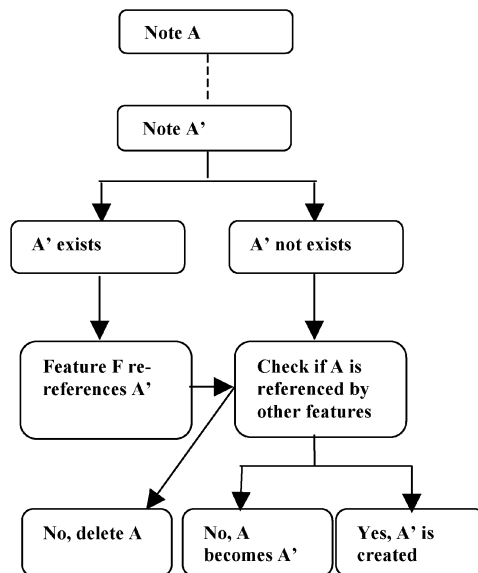 Note A
Note A’
A’ exists
A’ not exists
Feature F re-
references A’
Check if A is
referenced by
other features
No, delete A
No, A
becomes A’
Yes, A’ is
created